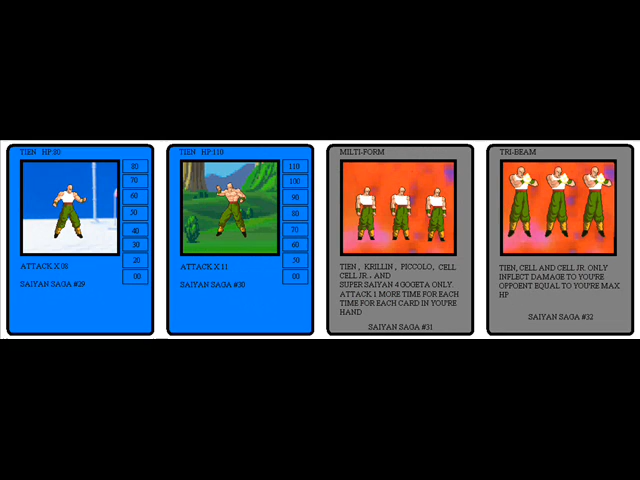 TIEN HP:80
80
70
60
50
40
30
20
00
ATTACK X 08
SAIYAN SAGA #29
TIEN HP:110
110
100
90
80
70
60
50
00
ATTACK X 11
SAIYAN SAGA #30
MILTI-FORM
TIEN, KRILLIN, PICCOLO, CELL
CELL JR., AND
SUPER SAIYAN 4 GOGETA ONLY.
ATTACK 1 MORE TIME FOR EACH
TIME FOR EACH CARD IN YOU'RE
HAND
SAIYAN SAGA #31
TRI-BEAM
TIEN, CELL AND CELL JR. ONLY
INFLECT DAMAGE TO YOU'RE
OPPOENT EQUAL TO YOU'RE MAX
HP
SAIYAN SAGA #32